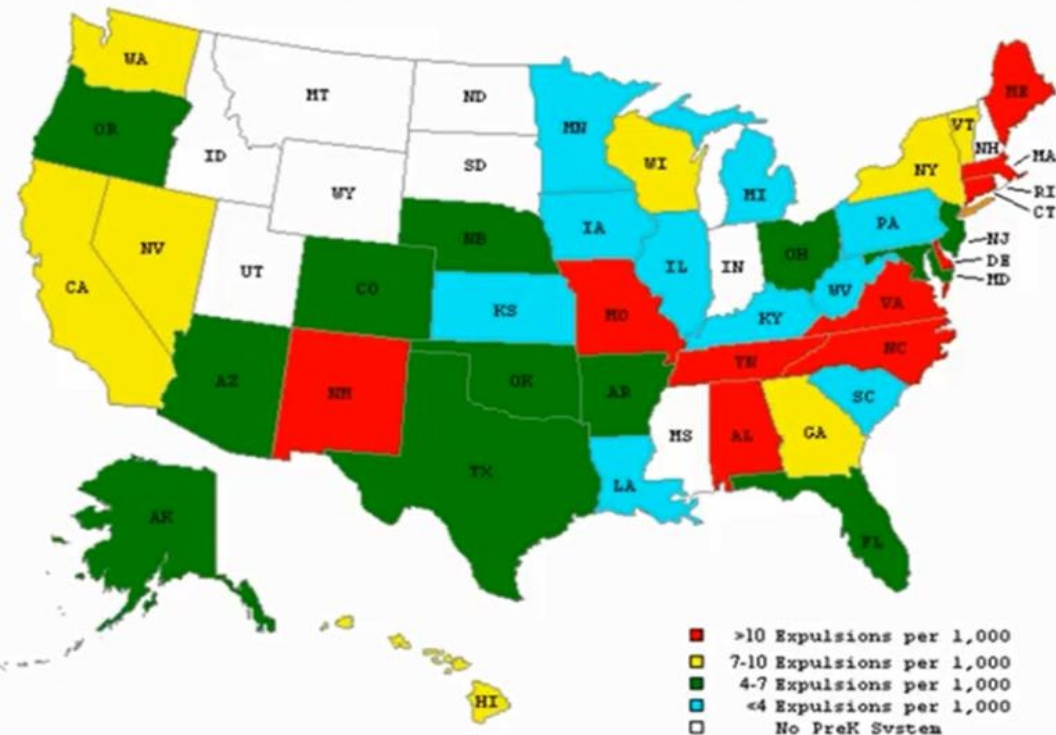 WA
MT
ND
MN
ME
OR
ID
SD
WI
VT
NH
NY
MA
WY
MI
RI
CT
NV
UT
NB
IA
PA
NJ
CA
CO
IL
IN
OH
DE
MD
KS
MO
KY
WV
VA
AZ
NM
OK
AR
TN
NC
TX
MS
AL
GA
SC
LA
AK
FL
HI
>10 Expulsions per 1,000
7-10 Expulsions per 1,000
4-7 Expulsions per 1,000
<4 Expulsions per 1,000
No PreK System